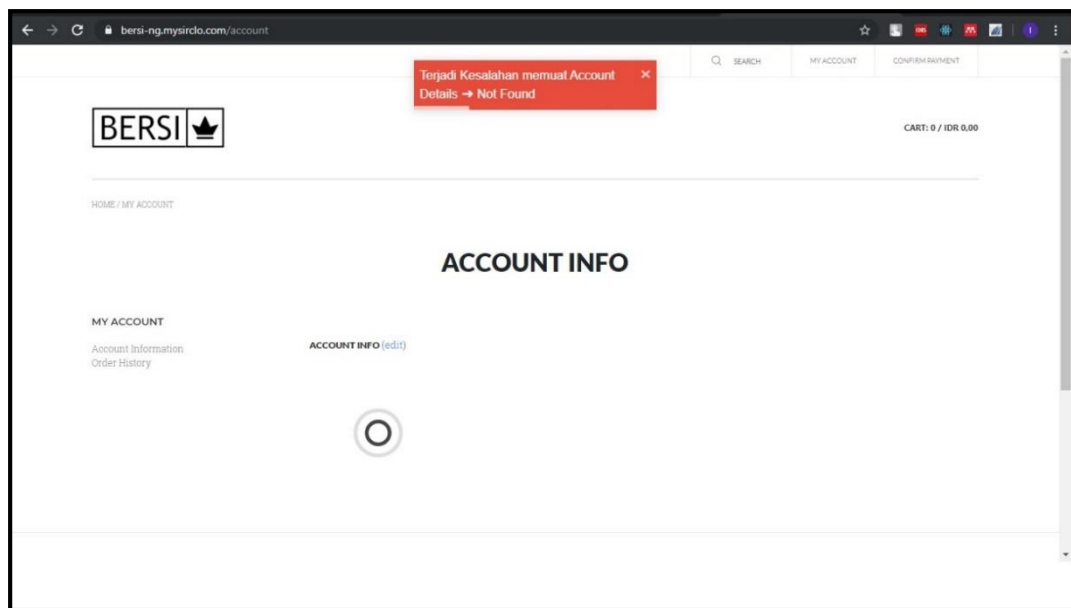 bersi-ng.mysirclo.com/account
SEARCH
MY ACCOUNT
CONFIRM PAYMENT
Terjadi Kesalahan memuat Account ×
Details ➔ Not Found
BERSI
CART: 0 / IDR 0,00
HOME / MY ACCOUNT
ACCOUNT INFO
MY ACCOUNT
Account Information
Order History
ACCOUNT INFO (edit)